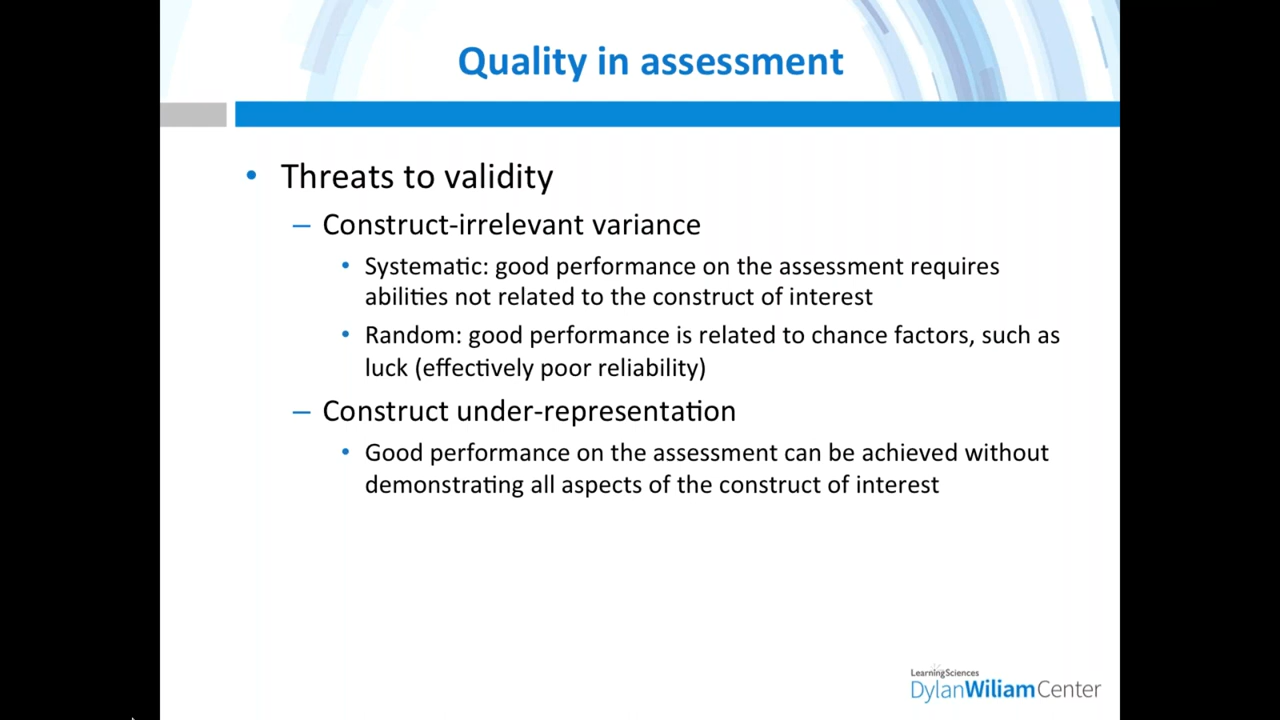 Quality in assessment
• Threats to validity
– Construct-irrelevant variance
• Systematic: good performance on the assessment requires
abilities not related to the construct of interest
• Random: good performance is related to chance factors, such as
luck (effectively poor reliability)
– Construct under-representation
• Good performance on the assessment can be achieved without
demonstrating all aspects of the construct of interest
LearningSciences
DylanWiliamCenter